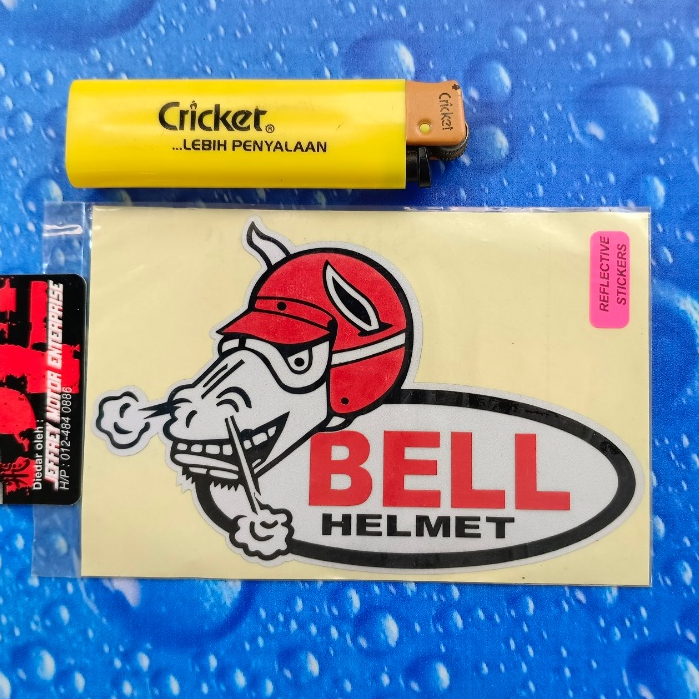 Cricket®
...LEBIH PENYALAAN
Cricket
REFLECTIVE
STICKERS
Diedar oleh :
JEFFREY MOTOR ENTERPRISE
H/P : 012-484 0886
BELL
HELMET